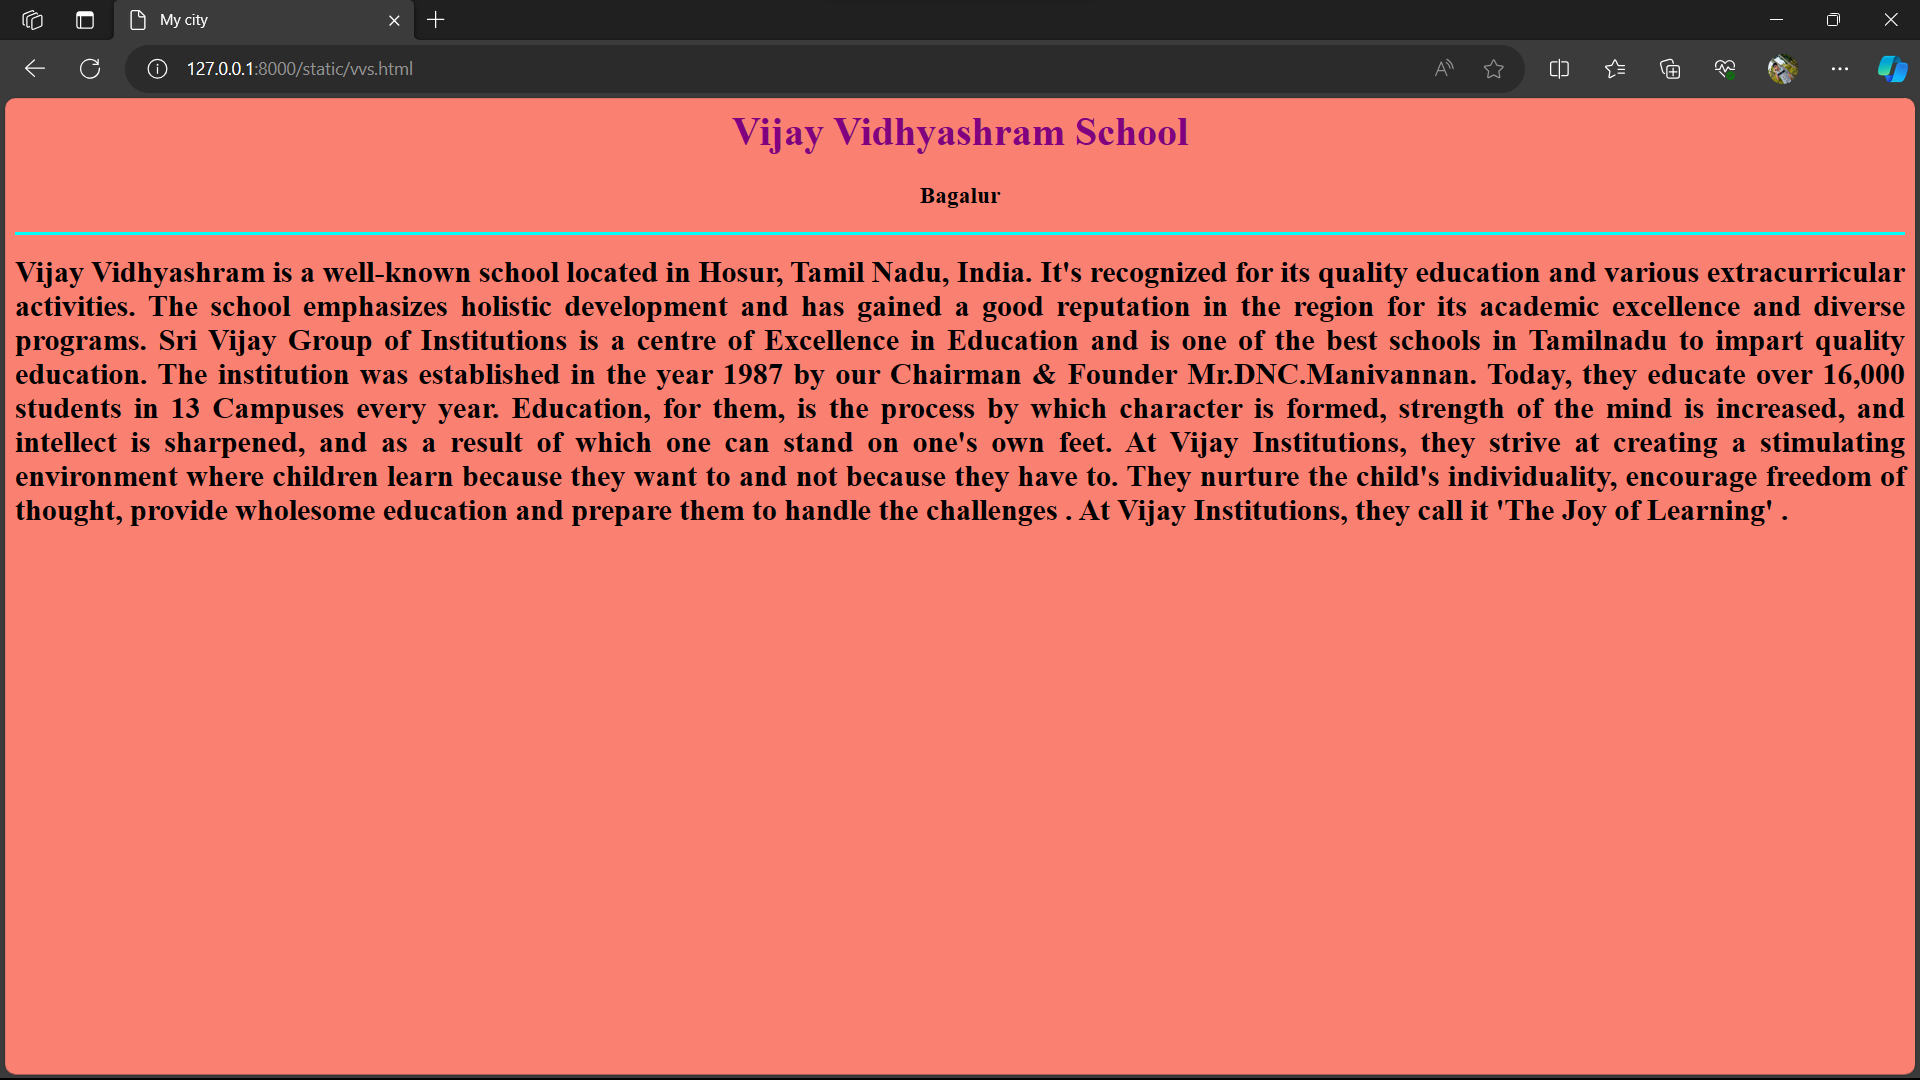 My city
127.0.0.1:8000/static/vvs.html
Vijay Vidhyashram School
Bagalur
Vijay Vidhyashram is a well-known school located in Hosur, Tamil Nadu, India. It's recognized for its quality education and various extracurricular
activities. The school emphasizes holistic development and has gained a good reputation in the region for its academic excellence and diverse
programs. Sri Vijay Group of Institutions is a centre of Excellence in Education and is one of the best schools in Tamilnadu to impart quality
education. The institution was established in the year 1987 by our Chairman & Founder Mr.DNC.Manivannan. Today, they educate over 16,000
students in 13 Campuses every year. Education, for them, is the process by which character is formed, strength of the mind is increased, and
intellect is sharpened, and as a result of which one can stand on one's own feet. At Vijay Institutions, they strive at creating a stimulating
environment where children learn because they want to and not because they have to. They nurture the child's individuality, encourage freedom of
thought, provide wholesome education and prepare them to handle the challenges . At Vijay Institutions, they call it 'The Joy of Learning' .